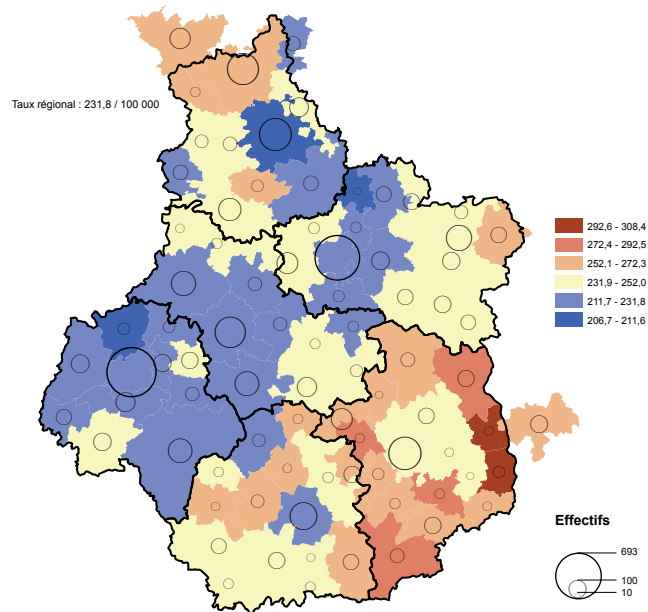 Taux régional : 231,8 / 100 000
292,6 - 308,4
272,4 - 292,5
252,1 - 272,3
231,9 - 252,0
211,7 - 231,8
206,7 - 211,6
Effectifs
693
100
10